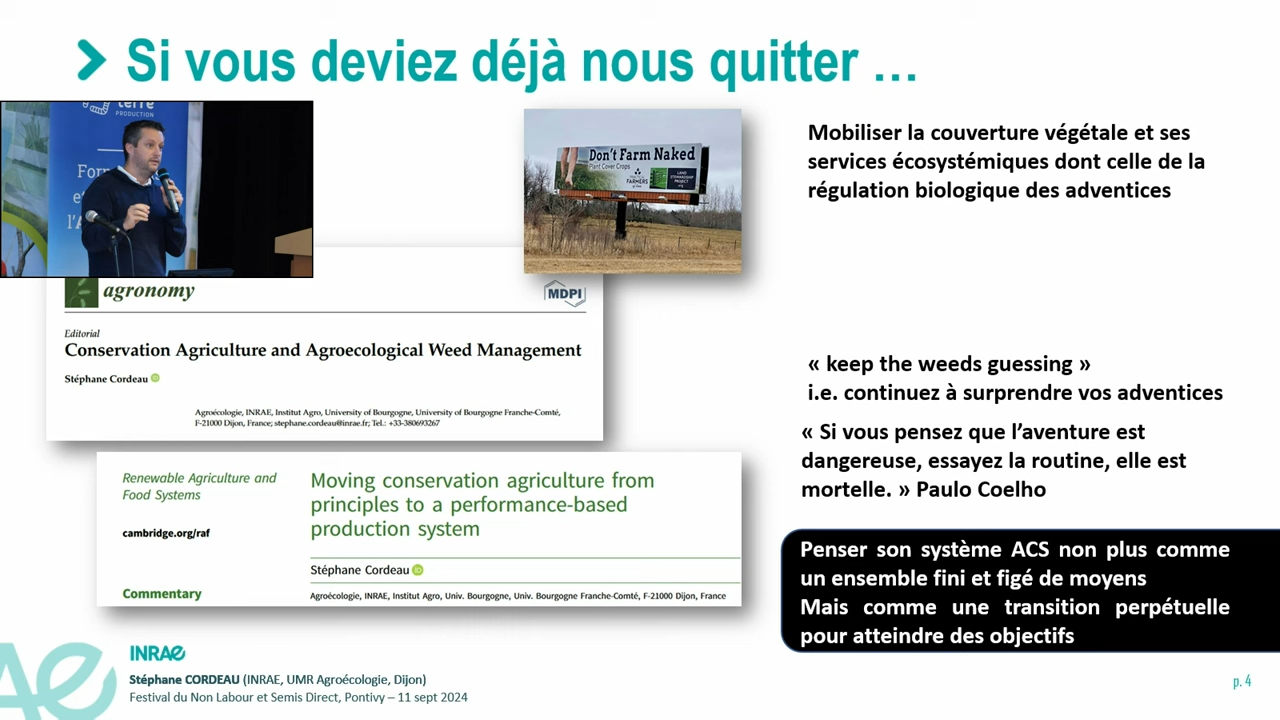 Si vous deviez déjà nous quitter …
terre
PRODUCTION
Form
Don't Farm Naked
Plant Cover Crops
LAND
STEWARDSHIP
PROJECT
Mobiliser la couverture végétale et ses
services écosystémiques dont celle de la
régulation biologique des adventices
agronomy
MDPI
Editorial
Conservation Agriculture and Agroecological Weed Management
Stéphane Cordeau iD
Agroécologie, INRAE, Institut Agro, University of Bourgogne, University of Bourgogne Franche-Comté,
F-21000 Dijon, France; stephane.cordeau@inrae.fr; Tel.: +33-380693267
« keep the weeds guessing »
i.e. continuez à surprendre vos adventices
« Si vous pensez que l’aventure est
dangereuse, essayez la routine, elle est
mortelle. » Paulo Coelho
Renewable Agriculture and
Food Systems
cambridge.org/raf
Commentary
Moving conservation agriculture from
principles to a performance-based
production system
Stéphane Cordeau iD
Agroécologie, INRAE, Institut Agro, Univ. Bourgogne, Univ. Bourgogne Franche-Comté, F-21000 Dijon, France
Penser son système ACS non plus comme
un ensemble fini et figé de moyens
Mais comme une transition perpétuelle
pour atteindre des objectifs
INRAE
Stéphane CORDEAU (INRAE, UMR Agroécologie, Dijon)
Festival du Non Labour et Semis Direct, Pontivy – 11 sept 2024
p. 4